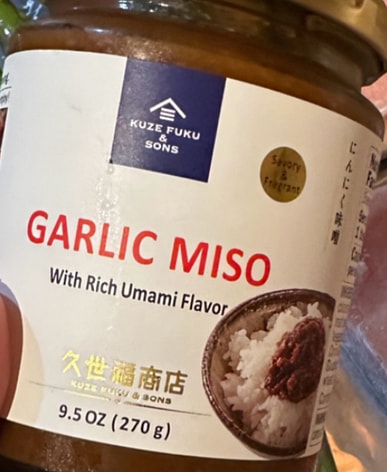 KUZE FUKU
&
SONS
Savory
&
Fragrant
にんにく味噌
GARLIC MISO
With Rich Umami Flavor
久世福商店
KUZE FUKU & SONS
9.5 OZ (270 g)